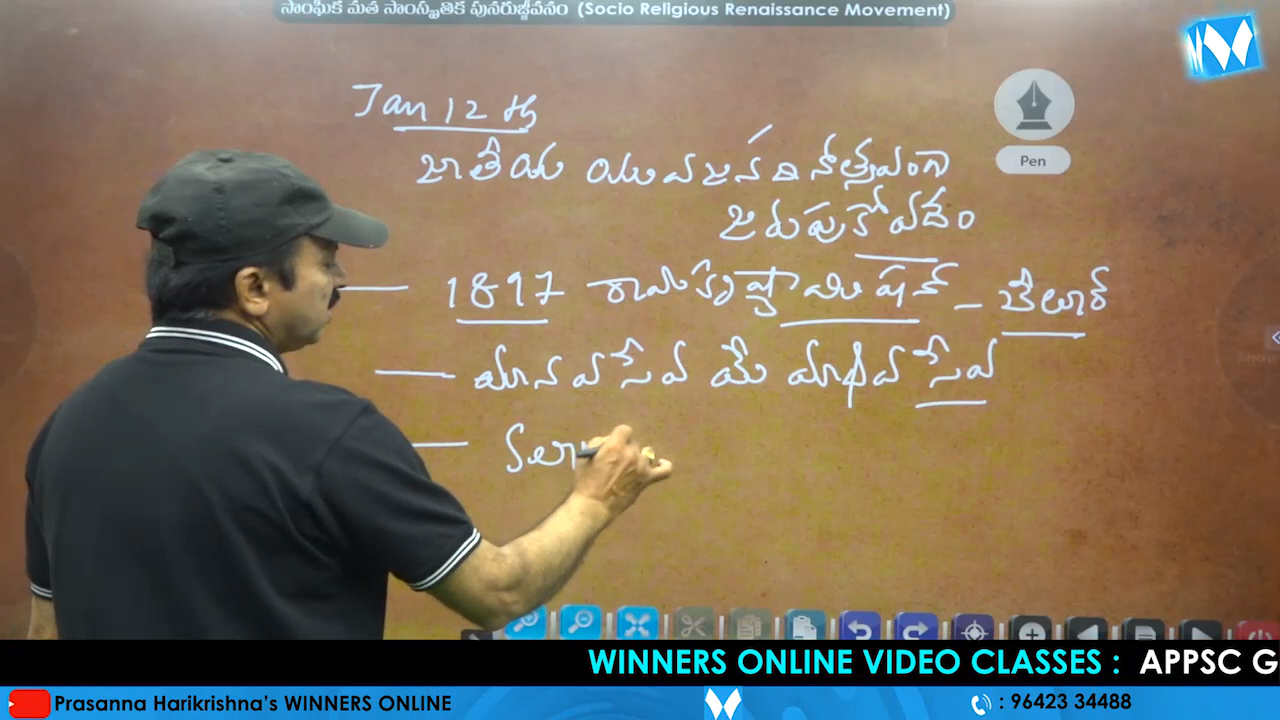 సాంఘిక మత సాంస్కృతిక పునరుజ్జీవనం (Socio Religious Renaissance Movement)
Jan 12 th
జాతీయ యువజన దినోత్సవంగా
జరుపుకోవడం
Pen
— 1897 రామకృష్ణా మిషన్ – బేలూర్
— మానవ సేవ యే మాధవ సేవ
— Serv
WINNERS ONLINE VIDEO CLASSES : APPSC G
Prasanna Harikrishna's WINNERS ONLINE
: 96423 34488